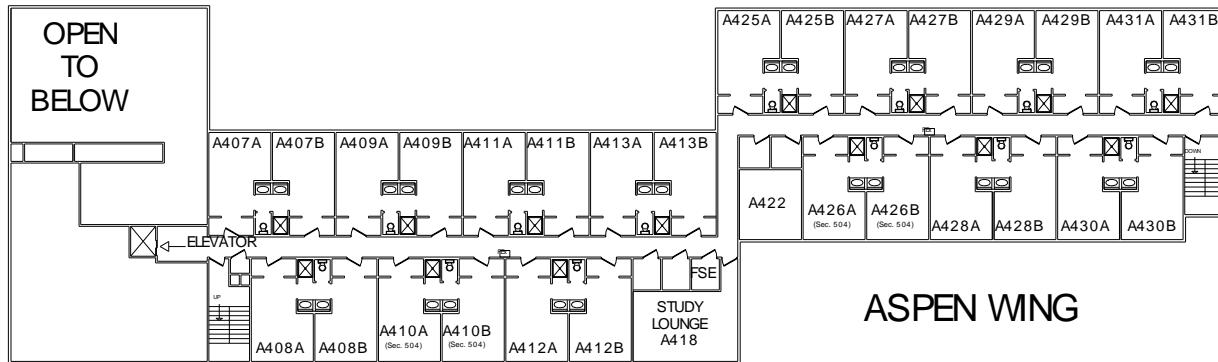 OPEN
TO
BELOW
A425A
A425B
A427A
A427B
A429A
A429B
A431A
A431B
A407A
A407B
A409A
A409B
A411A
A411B
A413A
A413B
DOWN
A422
A426A
(Sec. 504)
A426B
(Sec. 504)
A428A
A428B
A430A
A430B
ELEVATOR
UP
FSE
STUDY
LOUNGE
A418
A408A
A408B
A410A
(Sec. 504)
A410B
(Sec. 504)
A412A
A412B
ASPEN WING